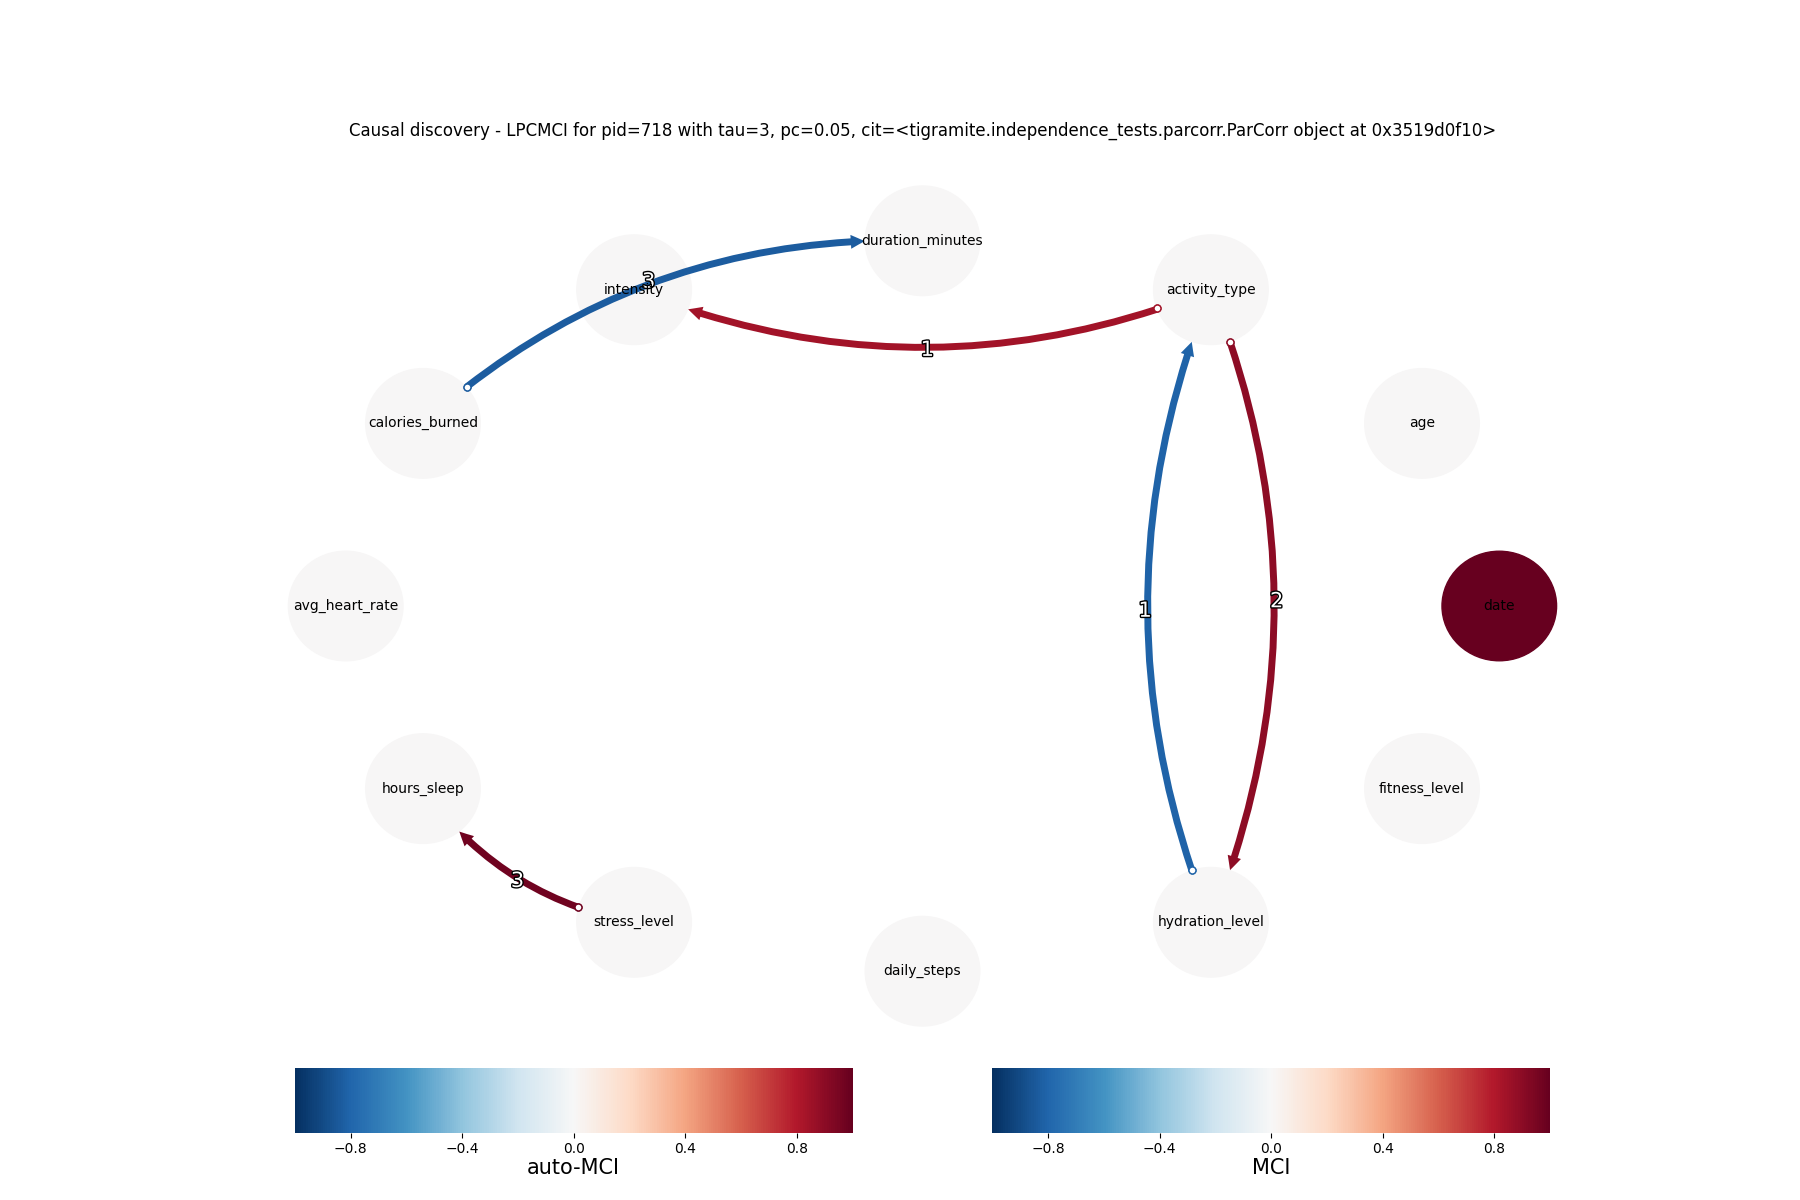 Causal discovery - LPCMCI for pid=718 with tau=3, pc=0.05, cit=<tigramite.independence_tests.parcorr.ParCorr object at 0x3519d0f10>
duration_minutes
intensity
3
activity_type
1
calories_burned
age
avg_heart_rate
1
2
date
hours_sleep
fitness_level
3
stress_level
hydration_level
daily_steps
−0.8 −0.4 0.0 0.4 0.8
auto-MCI
−0.8 −0.4 0.0 0.4 0.8
MCI